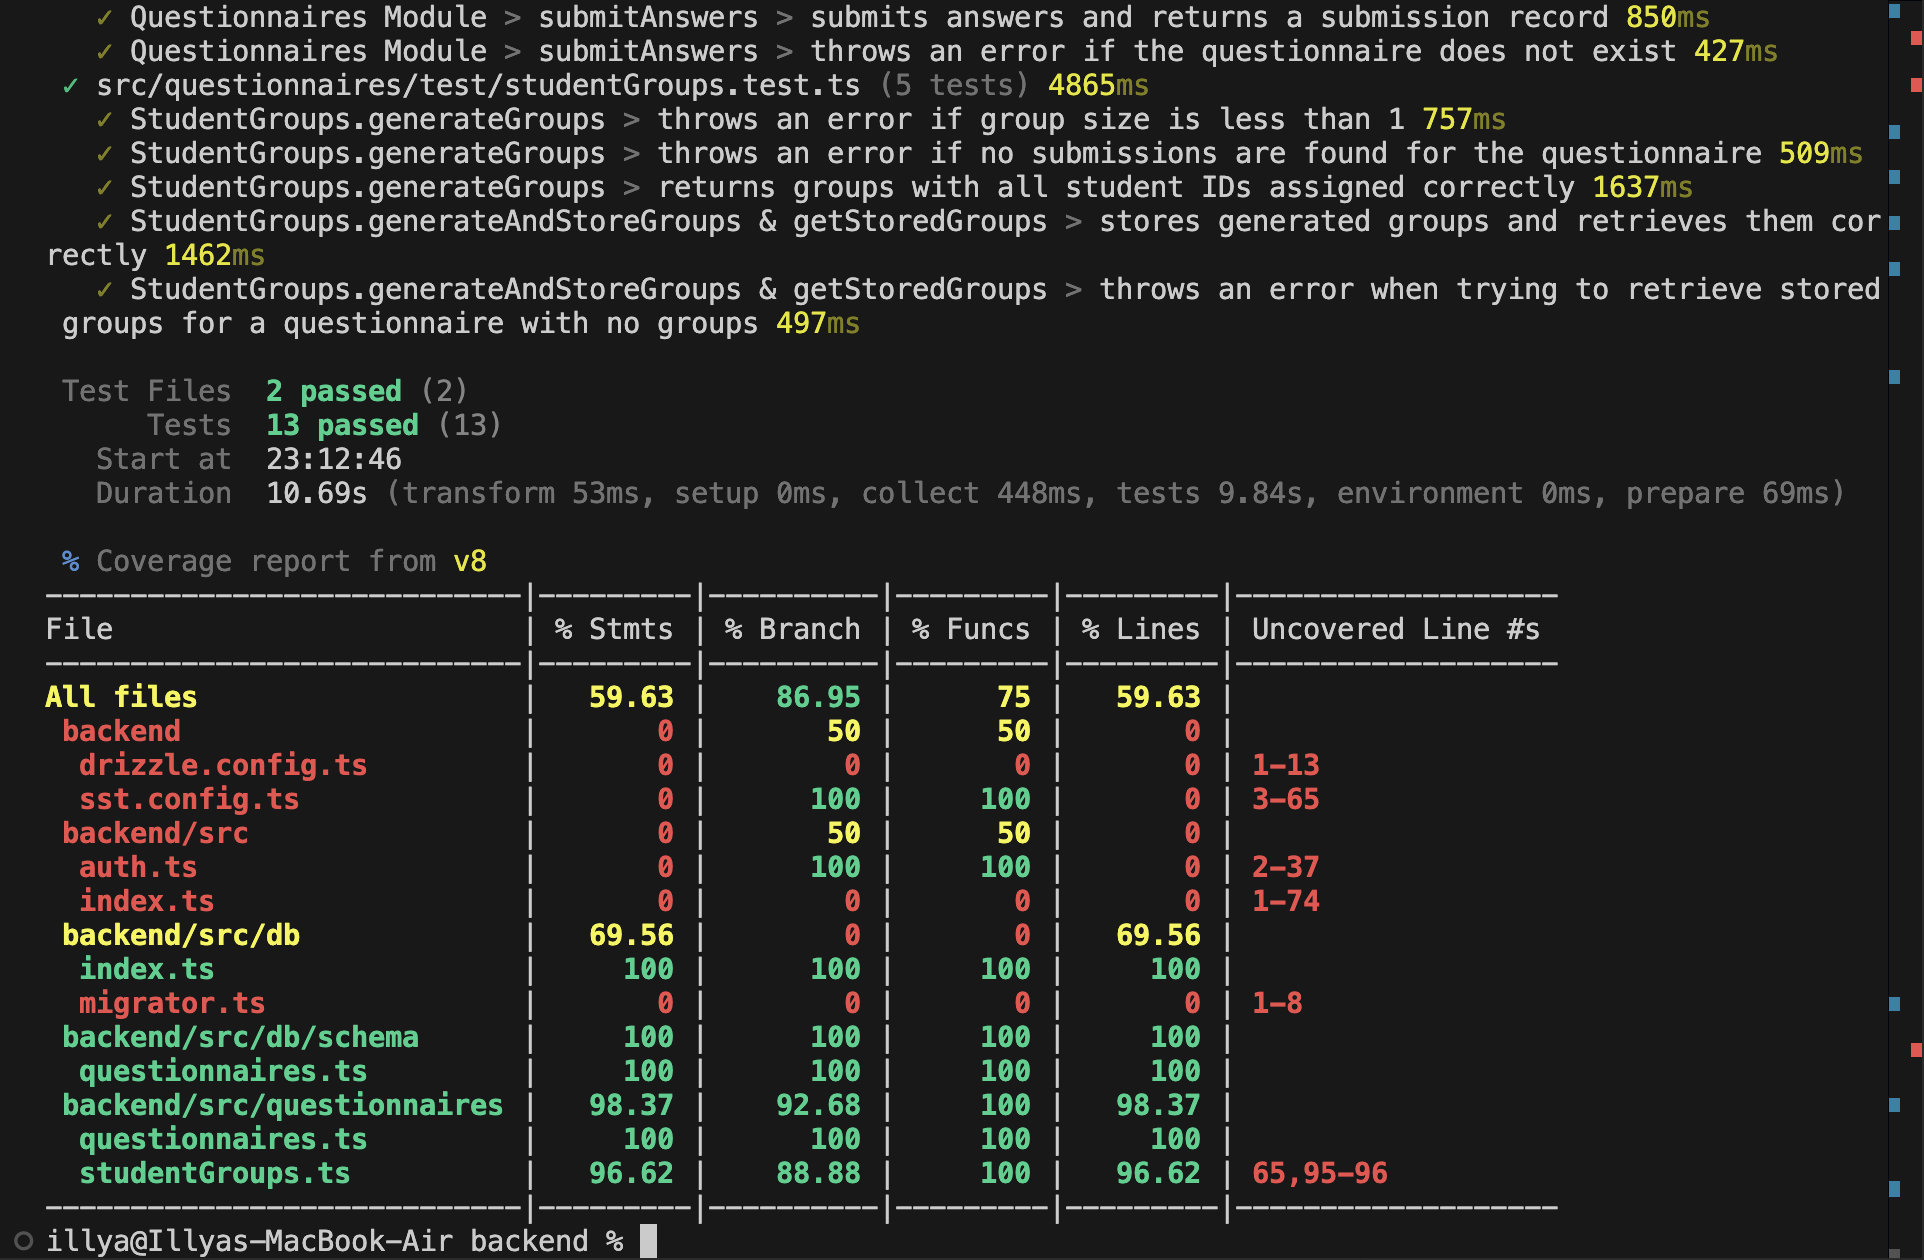 ✓ Questionnaires Module > submitAnswers > submits answers and returns a submission record 850ms
✓ Questionnaires Module > submitAnswers > throws an error if the questionnaire does not exist 427ms
✓ src/questionnaires/test/studentGroups.test.ts (5 tests) 4865ms
✓ StudentGroups.generateGroups > throws an error if group size is less than 1 757ms
✓ StudentGroups.generateGroups > throws an error if no submissions are found for the questionnaire 509ms
✓ StudentGroups.generateGroups > returns groups with all student IDs assigned correctly 1637ms
✓ StudentGroups.generateAndStoreGroups & getStoredGroups > stores generated groups and retrieves them cor
rectly 1462ms
✓ StudentGroups.generateAndStoreGroups & getStoredGroups > throws an error when trying to retrieve stored
groups for a questionnaire with no groups 497ms
Test Files 2 passed (2)
Tests 13 passed (13)
Start at 23:12:46
Duration 10.69s (transform 53ms, setup 0ms, collect 448ms, tests 9.84s, environment 0ms, prepare 69ms)
% Coverage report from v8
----------------------------|---------|----------|---------|---------|-------------------
File | % Stmts | % Branch | % Funcs | % Lines | Uncovered Line #s
----------------------------|---------|----------|---------|---------|-------------------
All files | 59.63 | 86.95 | 75 | 59.63 |
backend | 0 | 50 | 50 | 0 |
drizzle.config.ts | 0 | 0 | 0 | 0 | 1-13
sst.config.ts | 0 | 100 | 100 | 0 | 3-65
backend/src | 0 | 50 | 50 | 0 |
auth.ts | 0 | 100 | 100 | 0 | 2-37
index.ts | 0 | 0 | 0 | 0 | 1-74
backend/src/db | 69.56 | 0 | 0 | 69.56 |
index.ts | 100 | 100 | 100 | 100 |
migrator.ts | 0 | 0 | 0 | 0 | 1-8
backend/src/db/schema | 100 | 100 | 100 | 100 |
questionnaires.ts | 100 | 100 | 100 | 100 |
backend/src/questionnaires | 98.37 | 92.68 | 100 | 98.37 |
questionnaires.ts | 100 | 100 | 100 | 100 |
studentGroups.ts | 96.62 | 88.88 | 100 | 96.62 | 65,95-96
----------------------------|---------|----------|---------|---------|-------------------
illya@Illyas-MacBook-Air backend %